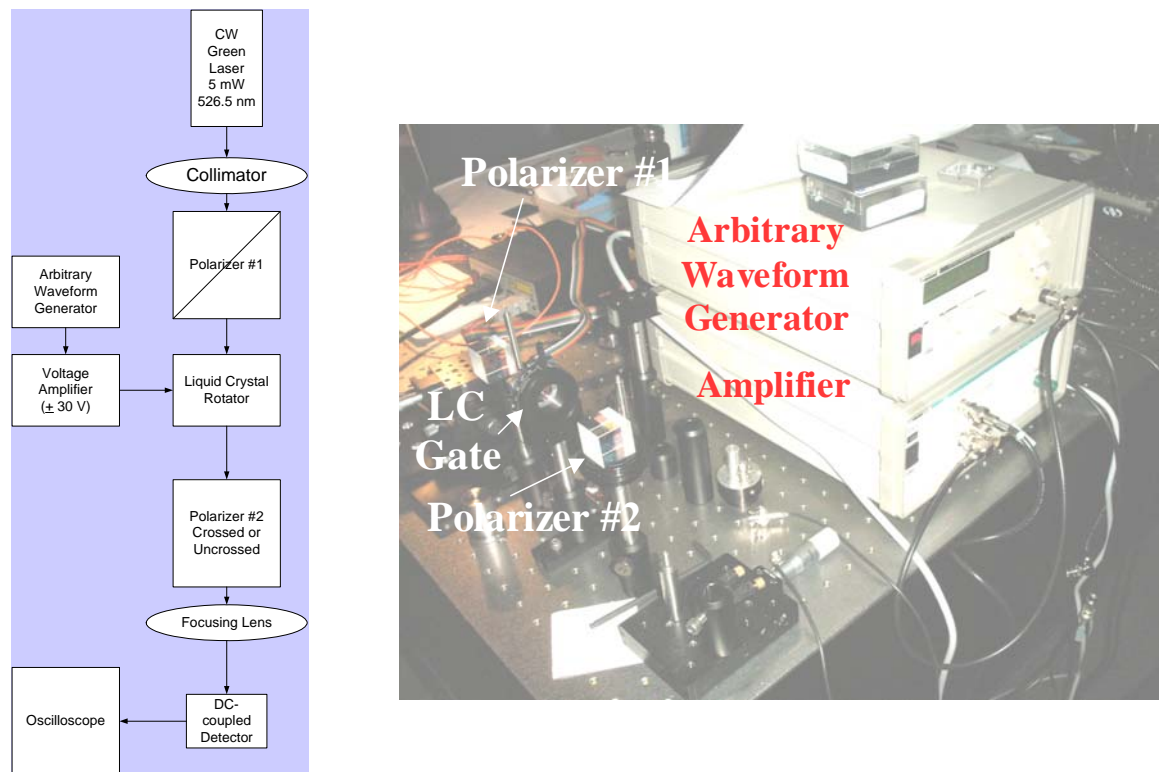 CW
Green
Laser
5 mW
526.5 nm
Collimator
Polarizer #1
Arbitrary
Waveform
Generator
Voltage
Amplifier
(± 30 V)
Liquid Crystal
Rotator
Polarizer #2
Crossed or
Uncrossed
Focusing Lens
DC-
coupled
Detector
Oscilloscope
Polarizer #1
Arbitrary
Waveform
Generator
Amplifier
LC
Gate
Polarizer #2